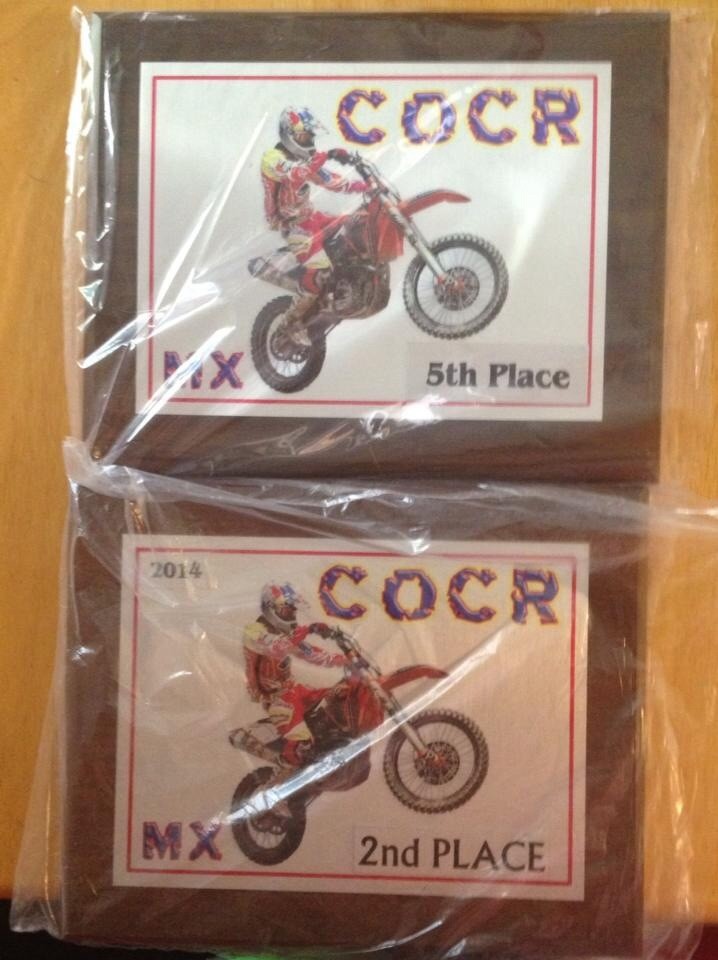 COCR
MX
5th Place
2014
COCR
MX
2nd PLACE